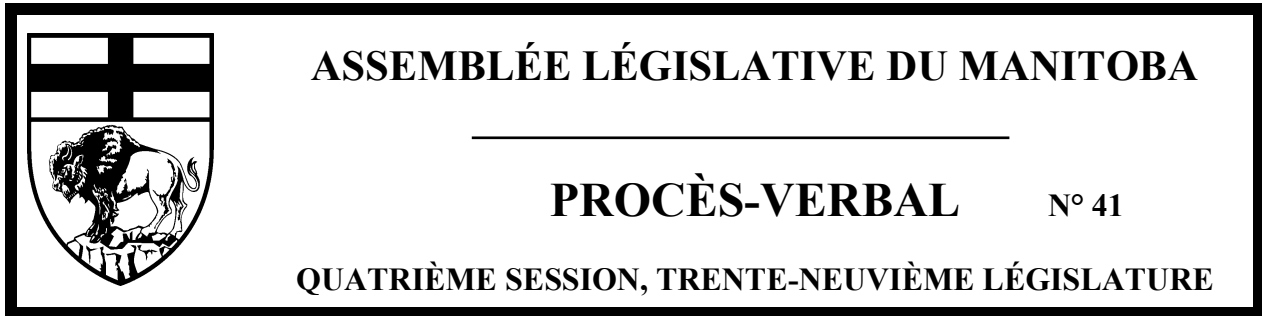 ASSEMBLÉE LÉGISLATIVE DU MANITOBA
PROCÈS-VERBAL N° 41
QUATRIÈME SESSION, TRENTE-NEUVIÈME LÉGISLATURE